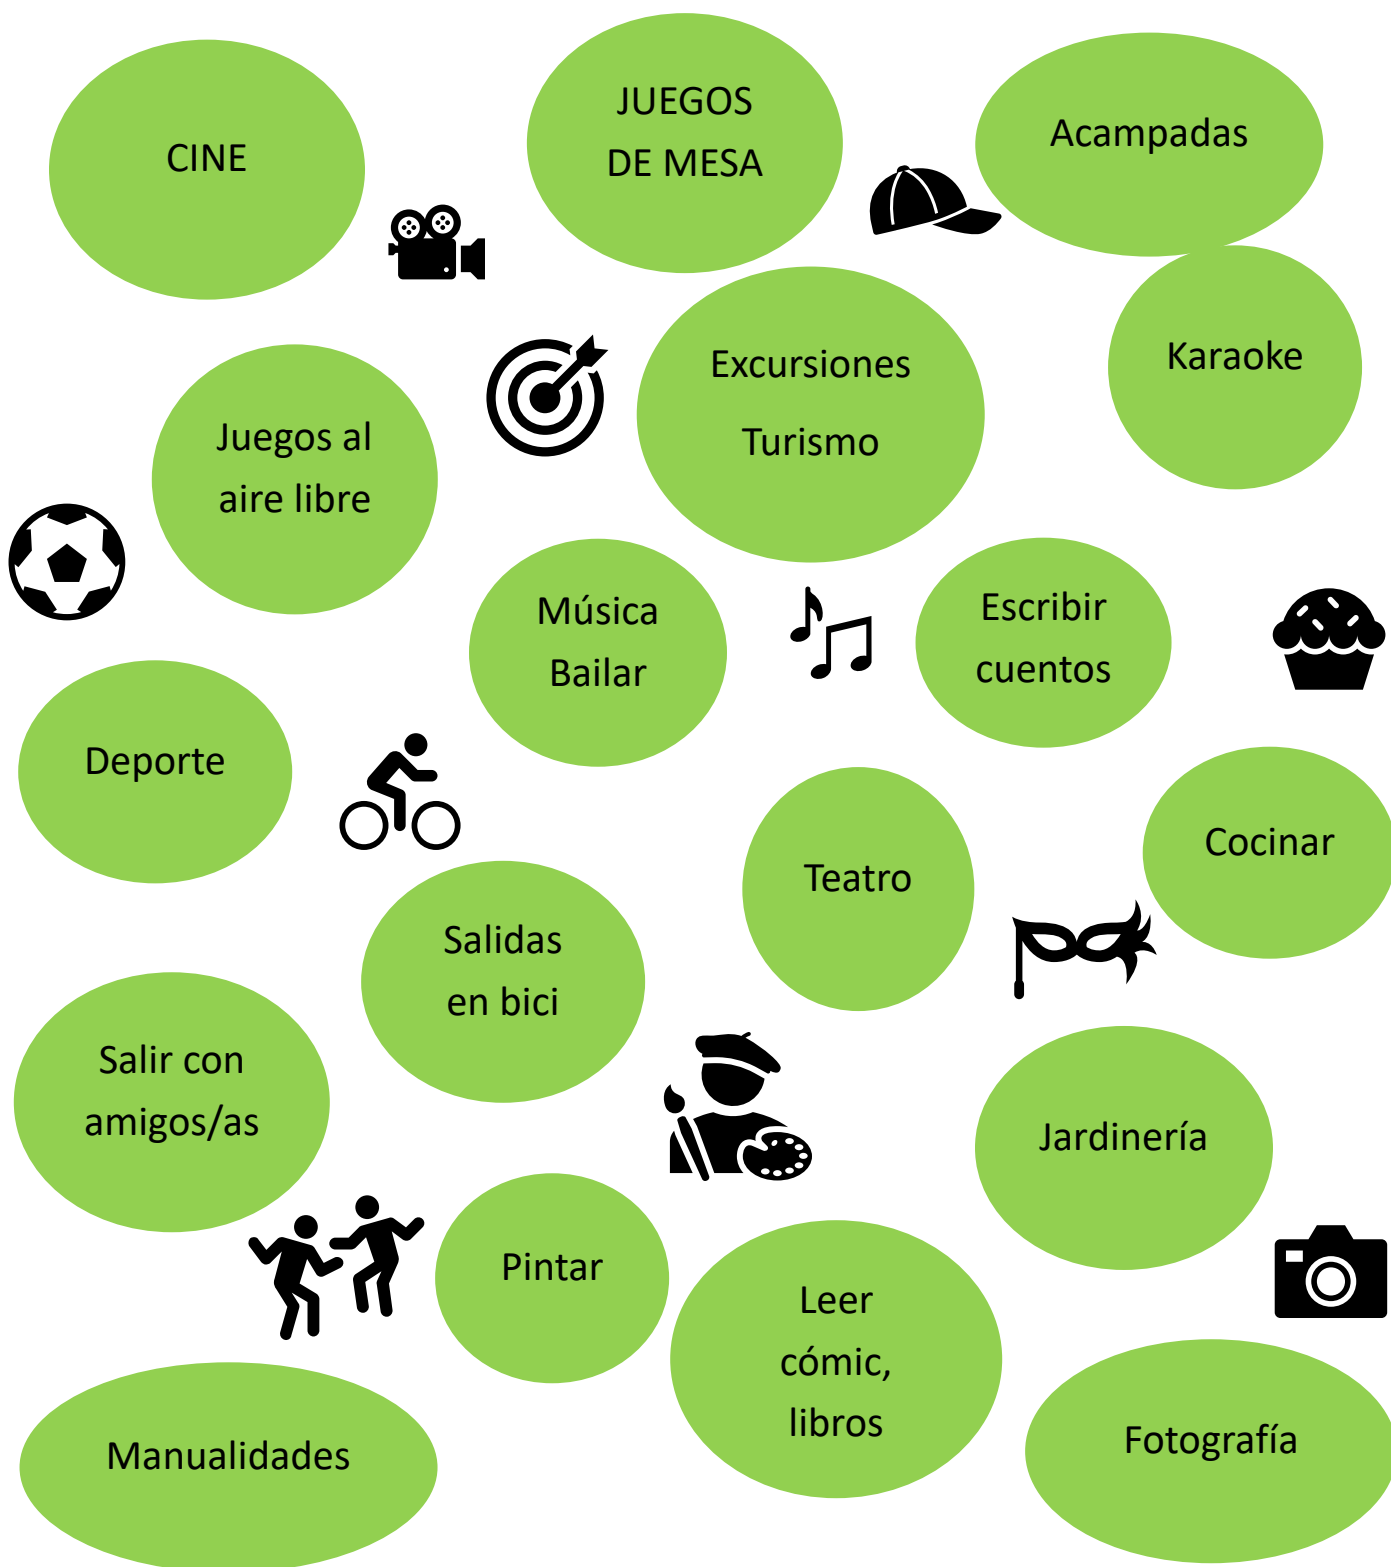 CINE
JUEGOS
DE MESA
Acampadas
Karaoke
Excursiones
Turismo
Juegos al
aire libre
Música
Bailar
Escribir
cuentos
Deporte
Cocinar
Teatro
Salidas
en bici
Salir con
amigos/as
Jardinería
Pintar
Leer
cómic,
libros
Fotografía
Manualidades